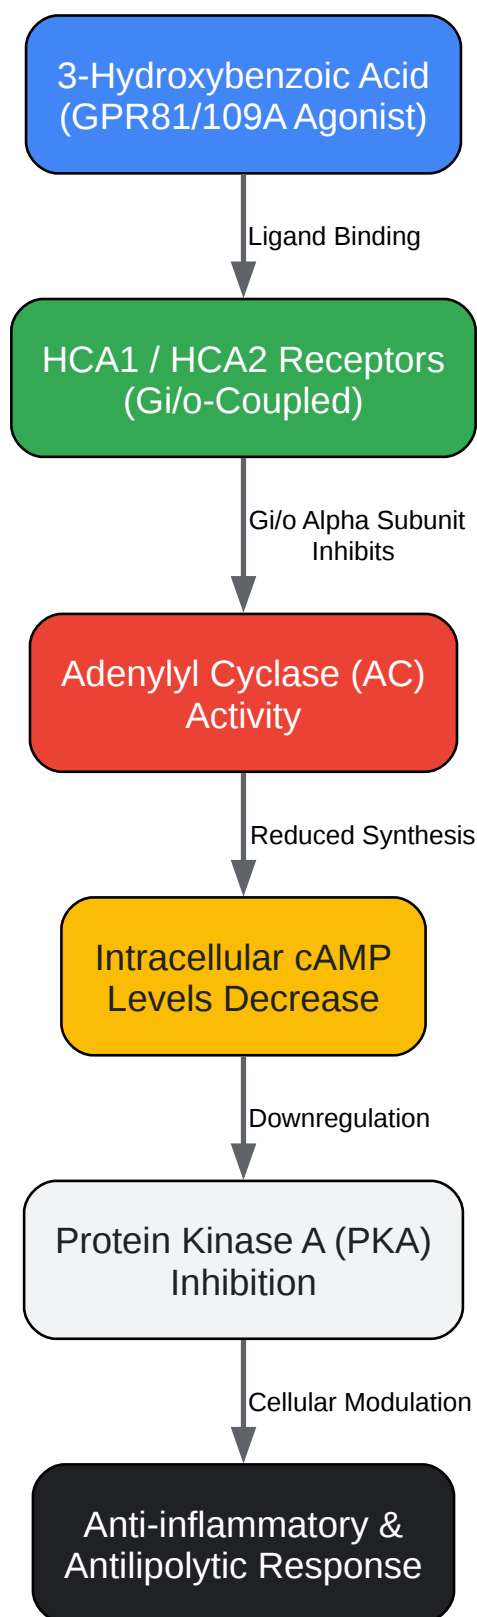 3-Hydroxybenzoic Acid
(GPR81/109A Agonist)
Ligand Binding
HCA1 / HCA2 Receptors
(Gi/o-Coupled)
Gi/o Alpha Subunit
Inhibits
Adenylyl Cyclase (AC)
Activity
Reduced Synthesis
Intracellular cAMP
Levels Decrease
Downregulation
Protein Kinase A (PKA)
Inhibition
Cellular Modulation
Anti-inflammatory &
Antilipolytic Response